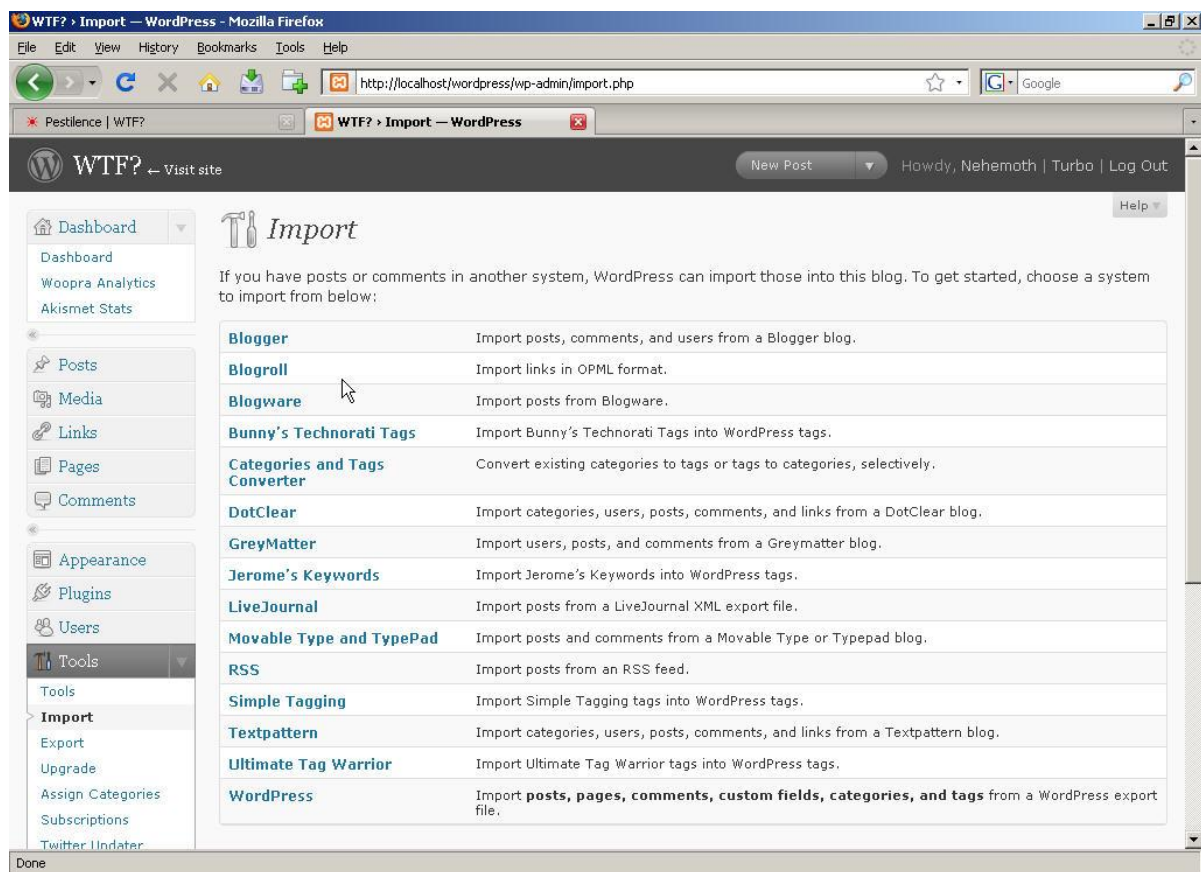 WTF? › Import — WordPress - Mozilla Firefox
File Edit View History Bookmarks Tools Help
http://localhost/wordpress/wp-admin/import.php
G
Google
Pestilence | WTF?
WTF? › Import — WordPress
WTF? ← Visit site
New Post
Howdy, Nehemoth | Turbo | Log Out
Help
Dashboard
Dashboard
Woopra Analytics
Akismet Stats
Posts
Media
Links
Pages
Comments
Appearance
Plugins
Users
Tools
Tools
Import
Export
Upgrade
Assign Categories
Subscriptions
Twitter Updater
Import
If you have posts or comments in another system, WordPress can import those into this blog. To get started, choose a system
to import from below:
Blogger Import posts, comments, and users from a Blogger blog.
Blogroll Import links in OPML format.
Blogware Import posts from Blogware.
Bunny's Technorati Tags Import Bunny's Technorati Tags into WordPress tags.
Categories and Tags Convert existing categories to tags or tags to categories, selectively.
Converter
DotClear Import categories, users, posts, comments, and links from a DotClear blog.
GreyMatter Import users, posts, and comments from a Greymatter blog.
Jerome's Keywords Import Jerome's Keywords into WordPress tags.
LiveJournal Import posts from a LiveJournal XML export file.
Movable Type and TypePad Import posts and comments from a Movable Type or Typepad blog.
RSS Import posts from an RSS feed.
Simple Tagging Import Simple Tagging tags into WordPress tags.
Textpattern Import categories, users, posts, comments, and links from a Textpattern blog.
Ultimate Tag Warrior Import Ultimate Tag Warrior tags into WordPress tags.
WordPress Import posts, pages, comments, custom fields, categories, and tags from a WordPress export
file.
Done